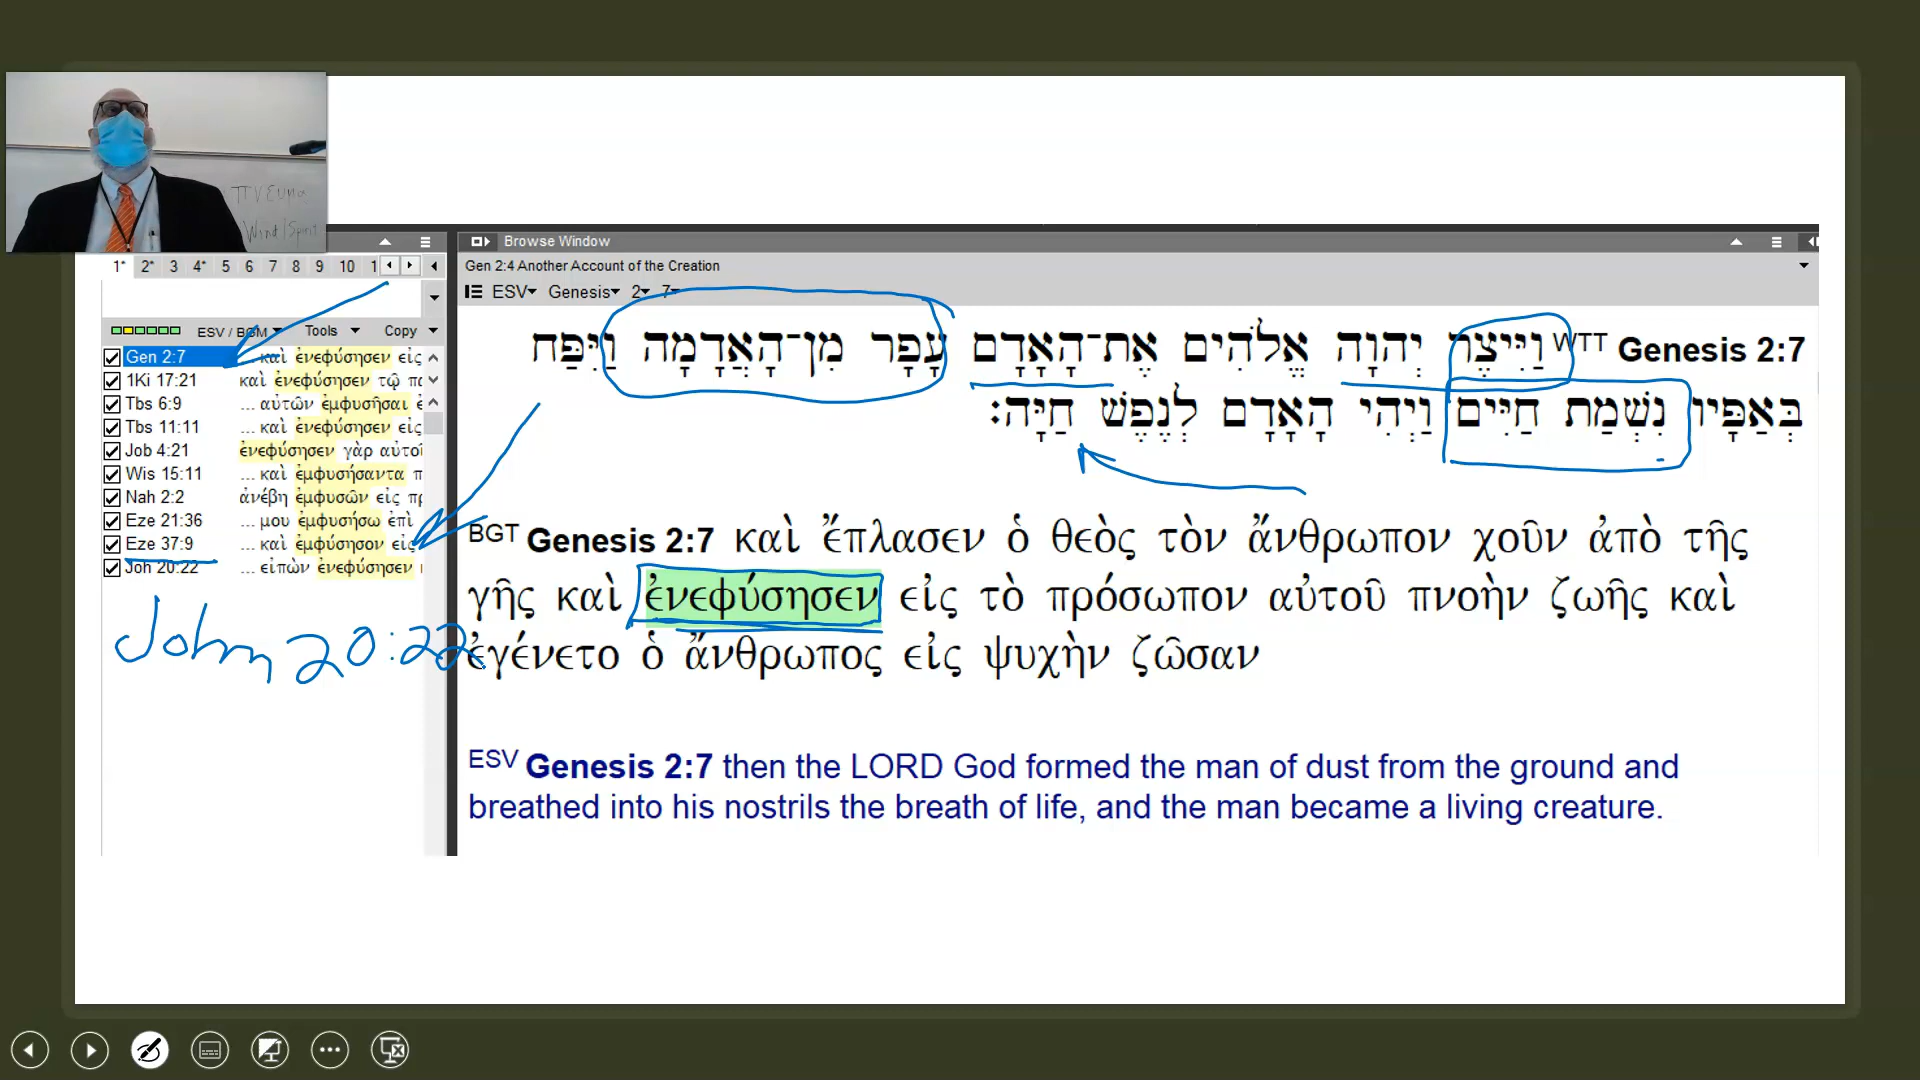 πνευμα
Wind/Spirit
Browse Window
1* 2* 3 4* 5 6 7 8 9 10 1
Gen 2:4 Another Account of the Creation
ESV Genesis 2 7
ESV / BGM Tools Copy
Gen 2:7 ... καὶ ἐνεφύσησεν εἰς
1Ki 17:21 καὶ ἐνεφύσησεν τῷ
Tbs 6:9 ... αὐτῶν ἐμφυσῆσαι
Tbs 11:11 ... καὶ ἐνεφύσησεν εἰς
Job 4:21 ἐνεφύσησεν γὰρ
Wis 15:11 ... καὶ ἐμφυσήσαντα
Nah 2:2 ἀνέβη ἐμφυσῶν εἰς
Eze 21:36 ... μου ἐμφυσήσω ἐπὶ
Eze 37:9 ... καὶ ἐμφύσησον εἰς
Joh 20:22 ... εἰπὼν ἐνεφύσησεν
John 20:22
WTT Genesis 2:7 וַיִּיצֶר יְהוָה אֱלֹהִים אֶת־הָאָדָם עָפָר מִן־הָאֲדָמָה וַיִּפַּח
בְּאַפָּיו נִשְׁמַת חַיִּים וַיְהִי הָאָדָם לְנֶפֶשׁ חַיָּה׃
BGT Genesis 2:7 καὶ ἔπλασεν ὁ θεὸς τὸν ἄνθρωπον χοῦν ἀπὸ τῆς
γῆς καὶ ἐνεφύσησεν εἰς τὸ πρόσωπον αὐτοῦ πνοὴν ζωῆς καὶ
ἐγένετο ὁ ἄνθρωπος εἰς ψυχὴν ζῶσαν
ESV Genesis 2:7 then the LORD God formed the man of dust from the ground and
breathed into his nostrils the breath of life, and the man became a living creature.